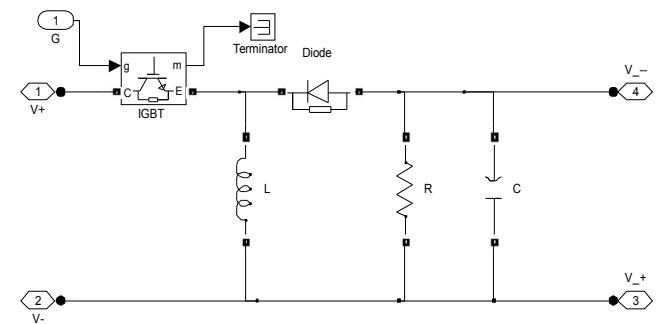 1
G
g
m
C
E
IGBT
Terminator
Diode
1
V+
V_--
4
L
R
C
2
V-
V_+
3